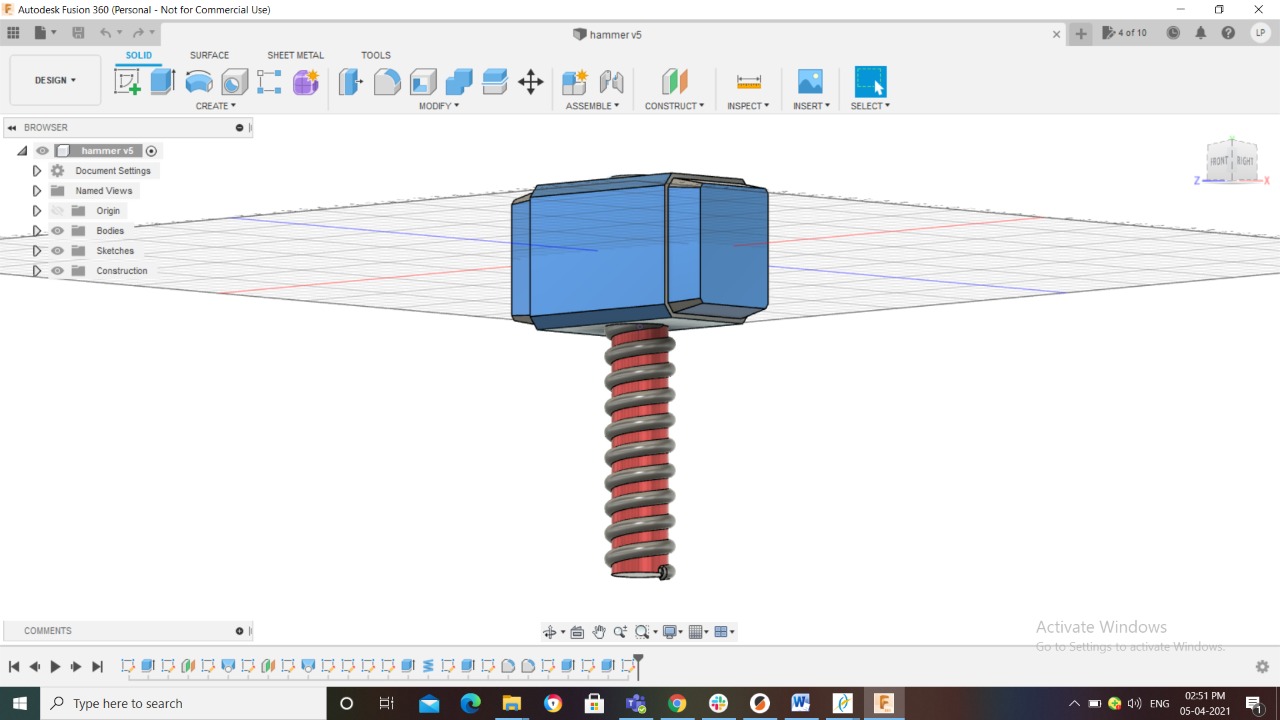 Autodesk Fusion 360 (Personal - Not for Commercial Use)
hammer v5
4 of 10
LP
DESIGN
SOLID
SURFACE
SHEET METAL
TOOLS
CREATE
MODIFY
ASSEMBLE
CONSTRUCT
INSPECT
INSERT
SELECT
BROWSER
hammer v5
Document Settings
Named Views
Origin
Bodies
Sketches
Construction
FRONT
RIGHT
Z
X
COMMENTS
Activate Windows
Go to Settings to activate Windows.
Type here to search
ENG
02:51 PM
05-04-2021
1